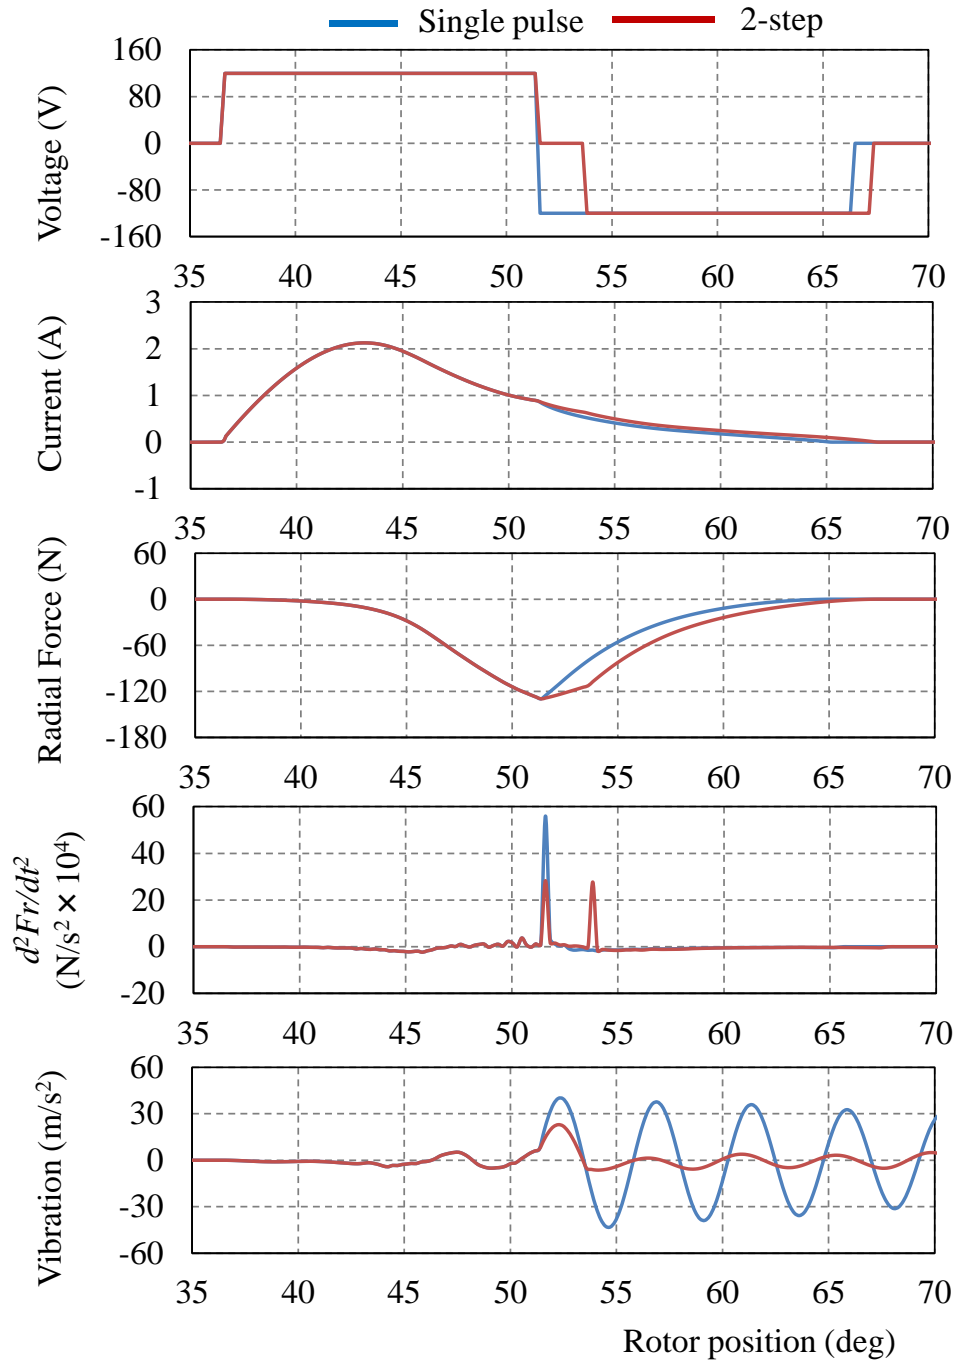 Single pulse 2-step
Voltage (V)
160
80
0
-80
-160
35 40 45 50 55 60 65 70
Current (A)
3
2
1
0
-1
35 40 45 50 55 60 65 70
Radial Force (N)
60
0
-60
-120
-180
35 40 45 50 55 60 65 70
d²Fr/dt²
(N/s² × 10⁴)
60
40
20
0
-20
35 40 45 50 55 60 65 70
Vibration (m/s²)
60
30
0
-30
-60
35 40 45 50 55 60 65 70
Rotor position (deg)